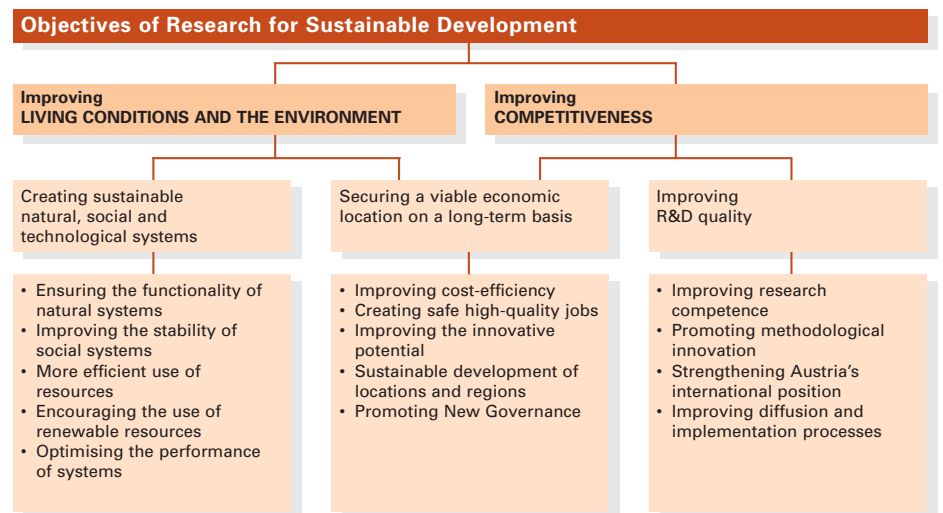 Objectives of Research for Sustainable Development
Improving
LIVING CONDITIONS AND THE ENVIRONMENT
Improving
COMPETITIVENESS
Creating sustainable
natural, social and
technological systems
Securing a viable economic
location on a long-term basis
Improving
R&D quality
• Ensuring the functionality of
natural systems
• Improving the stability of
social systems
• More efficient use of
resources
• Encouraging the use of
renewable resources
• Optimising the performance
of systems
• Improving cost-efficiency
• Creating safe high-quality jobs
• Improving the innovative
potential
• Sustainable development of
locations and regions
• Promoting New Governance
• Improving research
competence
• Promoting methodological
innovation
• Strengthening Austria's
international position
• Improving diffusion and
implementation processes